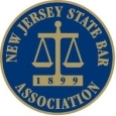 NEW JERSEY STATE BAR
1899
ASSOCIATION